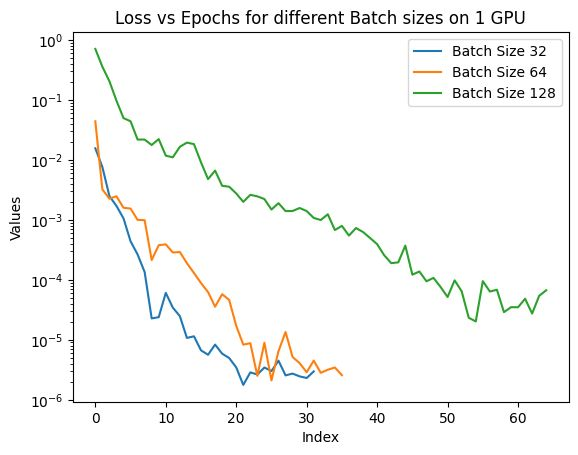 Loss vs Epochs for different Batch sizes on 1 GPU
Batch Size 32
Batch Size 64
Batch Size 128
Values
10⁰
10⁻¹
10⁻²
10⁻³
10⁻⁴
10⁻⁵
10⁻⁶
0 10 20 30 40 50 60
Index